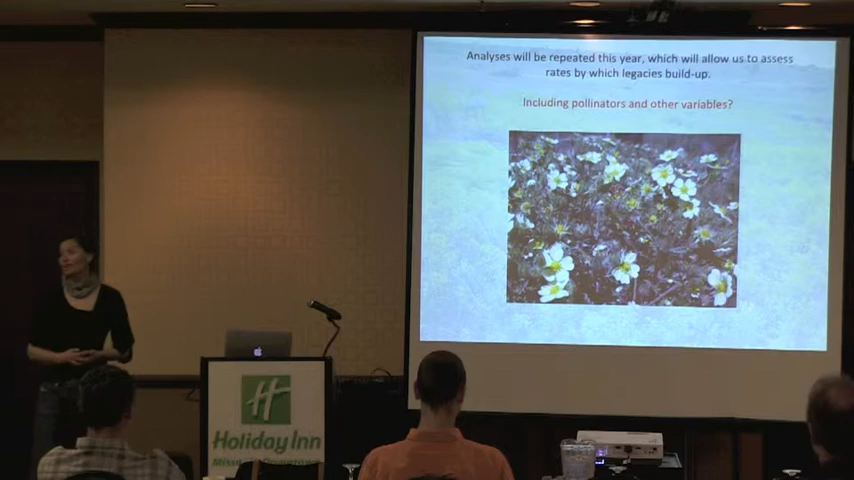 Analyses will be repeated this year, which will allow us to assess
rates by which legacies build-up.
Including pollinators and other variables?
H
Holiday Inn